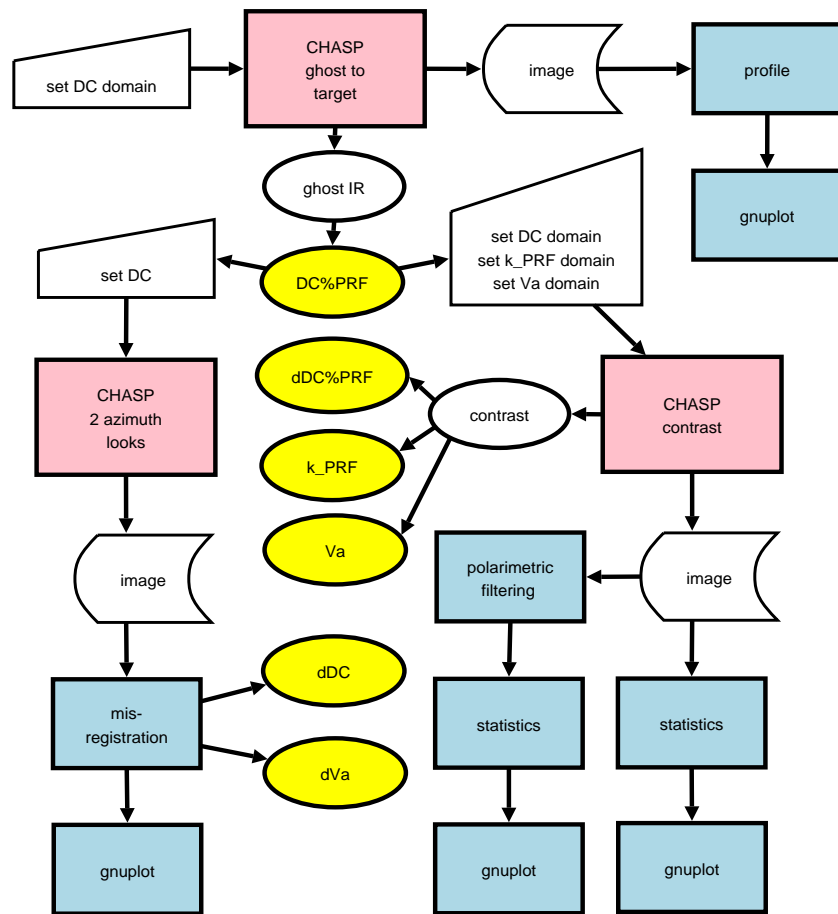 set DC domain
CHASP
ghost to
target
image
profile
ghost IR
gnuplot
set DC
DC%PRF
set DC domain
set k_PRF domain
set Va domain
CHASP
2 azimuth
looks
dDC%PRF
contrast
CHASP
contrast
k_PRF
Va
image
polarimetric
filtering
image
mis-
registration
dDC
dVa
statistics
statistics
gnuplot
gnuplot
gnuplot